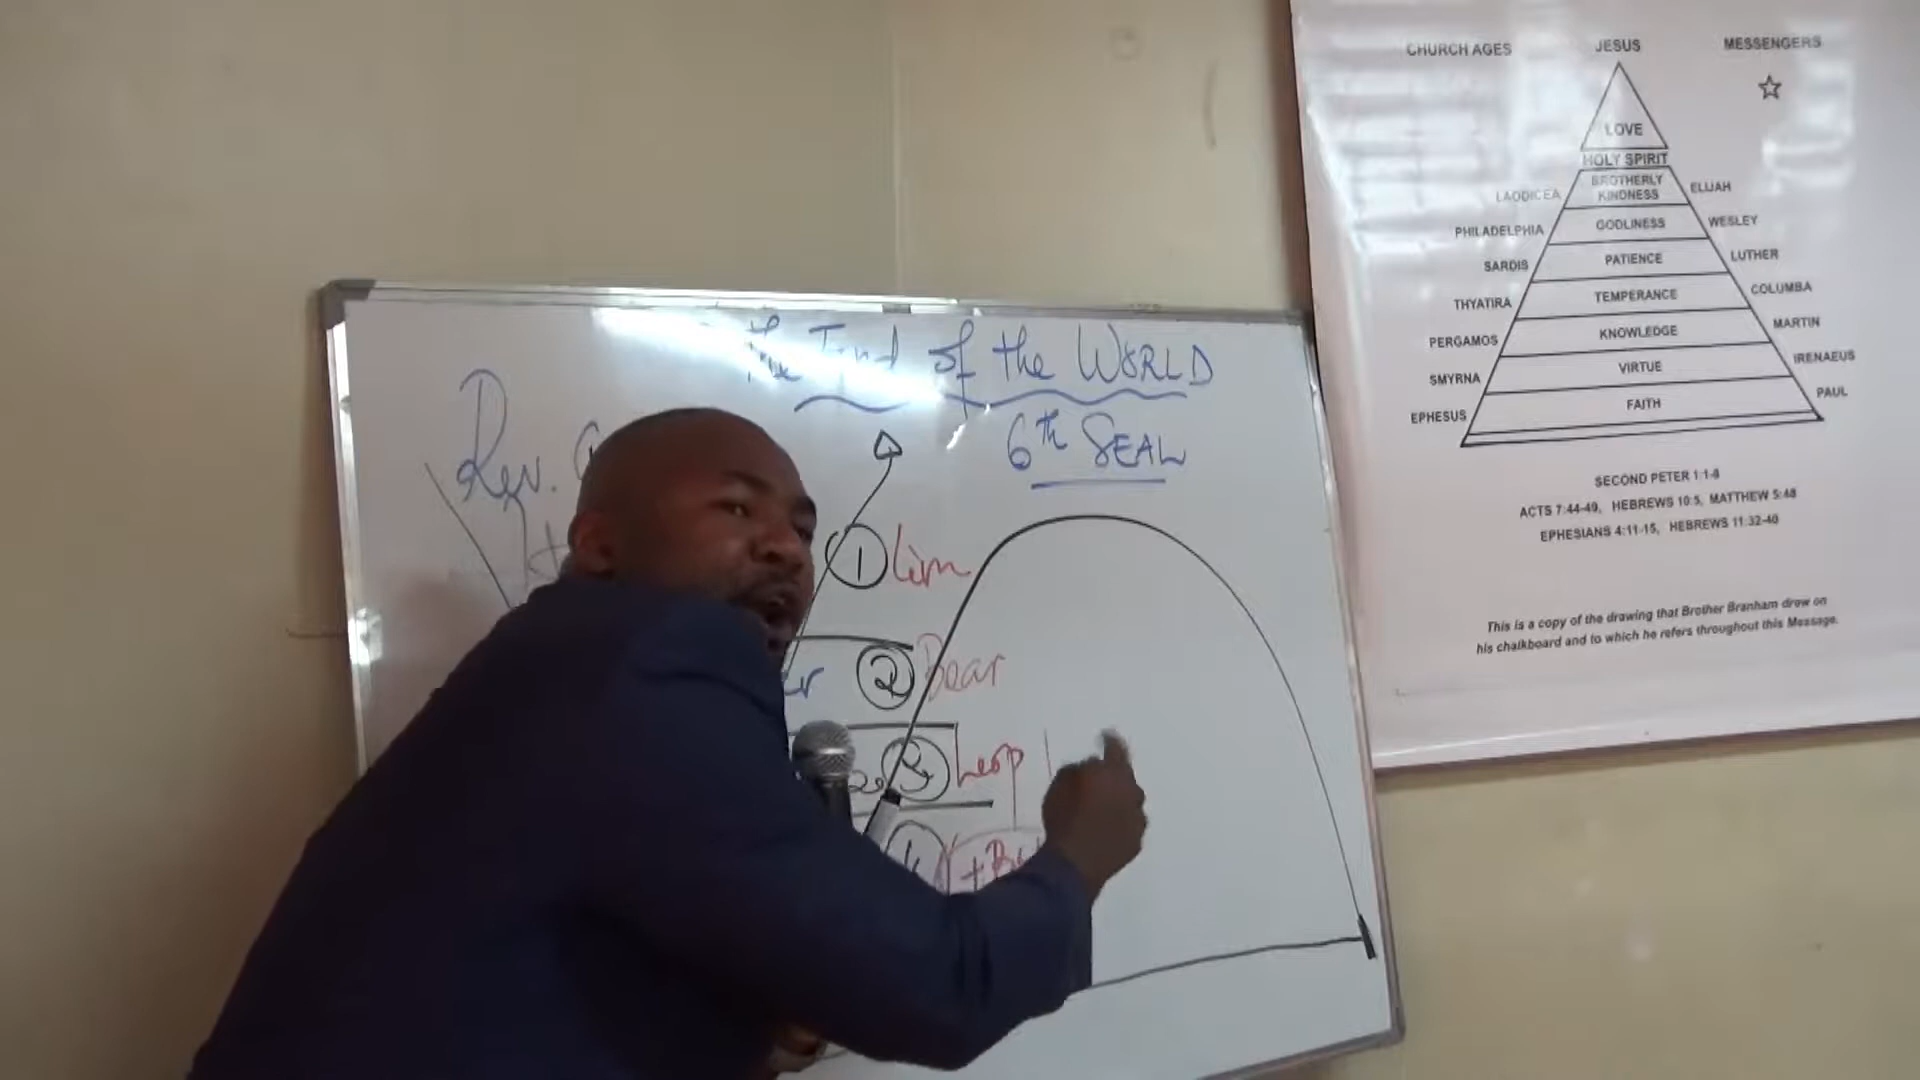 The End of the WORLD
6th SEAL
Rev.
1 Lion
2 Bear
3 Leop
CHURCH AGES JESUS MESSENGERS
LOVE
HOLY SPIRIT
LAODICEA BROTHERLY KINDNESS ELIJAH
PHILADELPHIA GODLINESS WESLEY
SARDIS PATIENCE LUTHER
THYATIRA TEMPERANCE COLUMBA
PERGAMOS KNOWLEDGE MARTIN
SMYRNA VIRTUE IRENAEUS
EPHESUS FAITH PAUL
SECOND PETER 1:1-8
ACTS 7:44-49, HEBREWS 10:5, MATTHEW 5:48
EPHESIANS 4:11-15, HEBREWS 11:32-40
This is a copy of the drawing that Brother Branham drew on
his chalkboard and to which he refers throughout this Message.